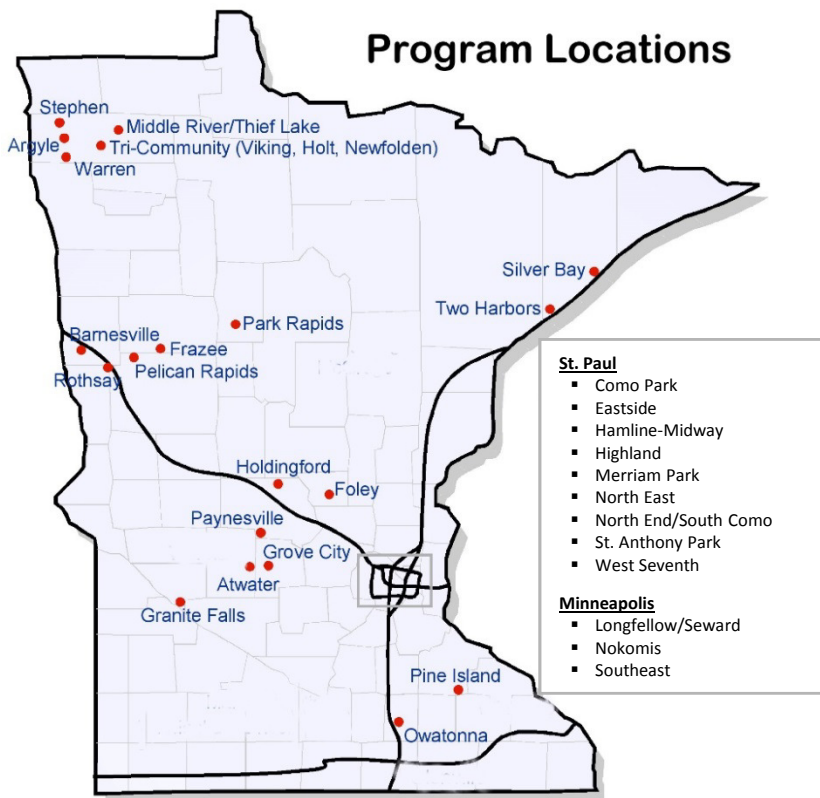 Program Locations
Stephen
Middle River/Thief Lake
Argyle
Tri-Community (Viking, Holt, Newfolden)
Warren
Silver Bay
Two Harbors
Park Rapids
Barnesville
Frazee
Pelican Rapids
Rothsay
Holdingford
Foley
Paynesville
Grove City
Atwater
Granite Falls
Pine Island
Owatonna
St. Paul
▪ Como Park
▪ Eastside
▪ Hamline-Midway
▪ Highland
▪ Merriam Park
▪ North East
▪ North End/South Como
▪ St. Anthony Park
▪ West Seventh
Minneapolis
▪ Longfellow/Seward
▪ Nokomis
▪ Southeast